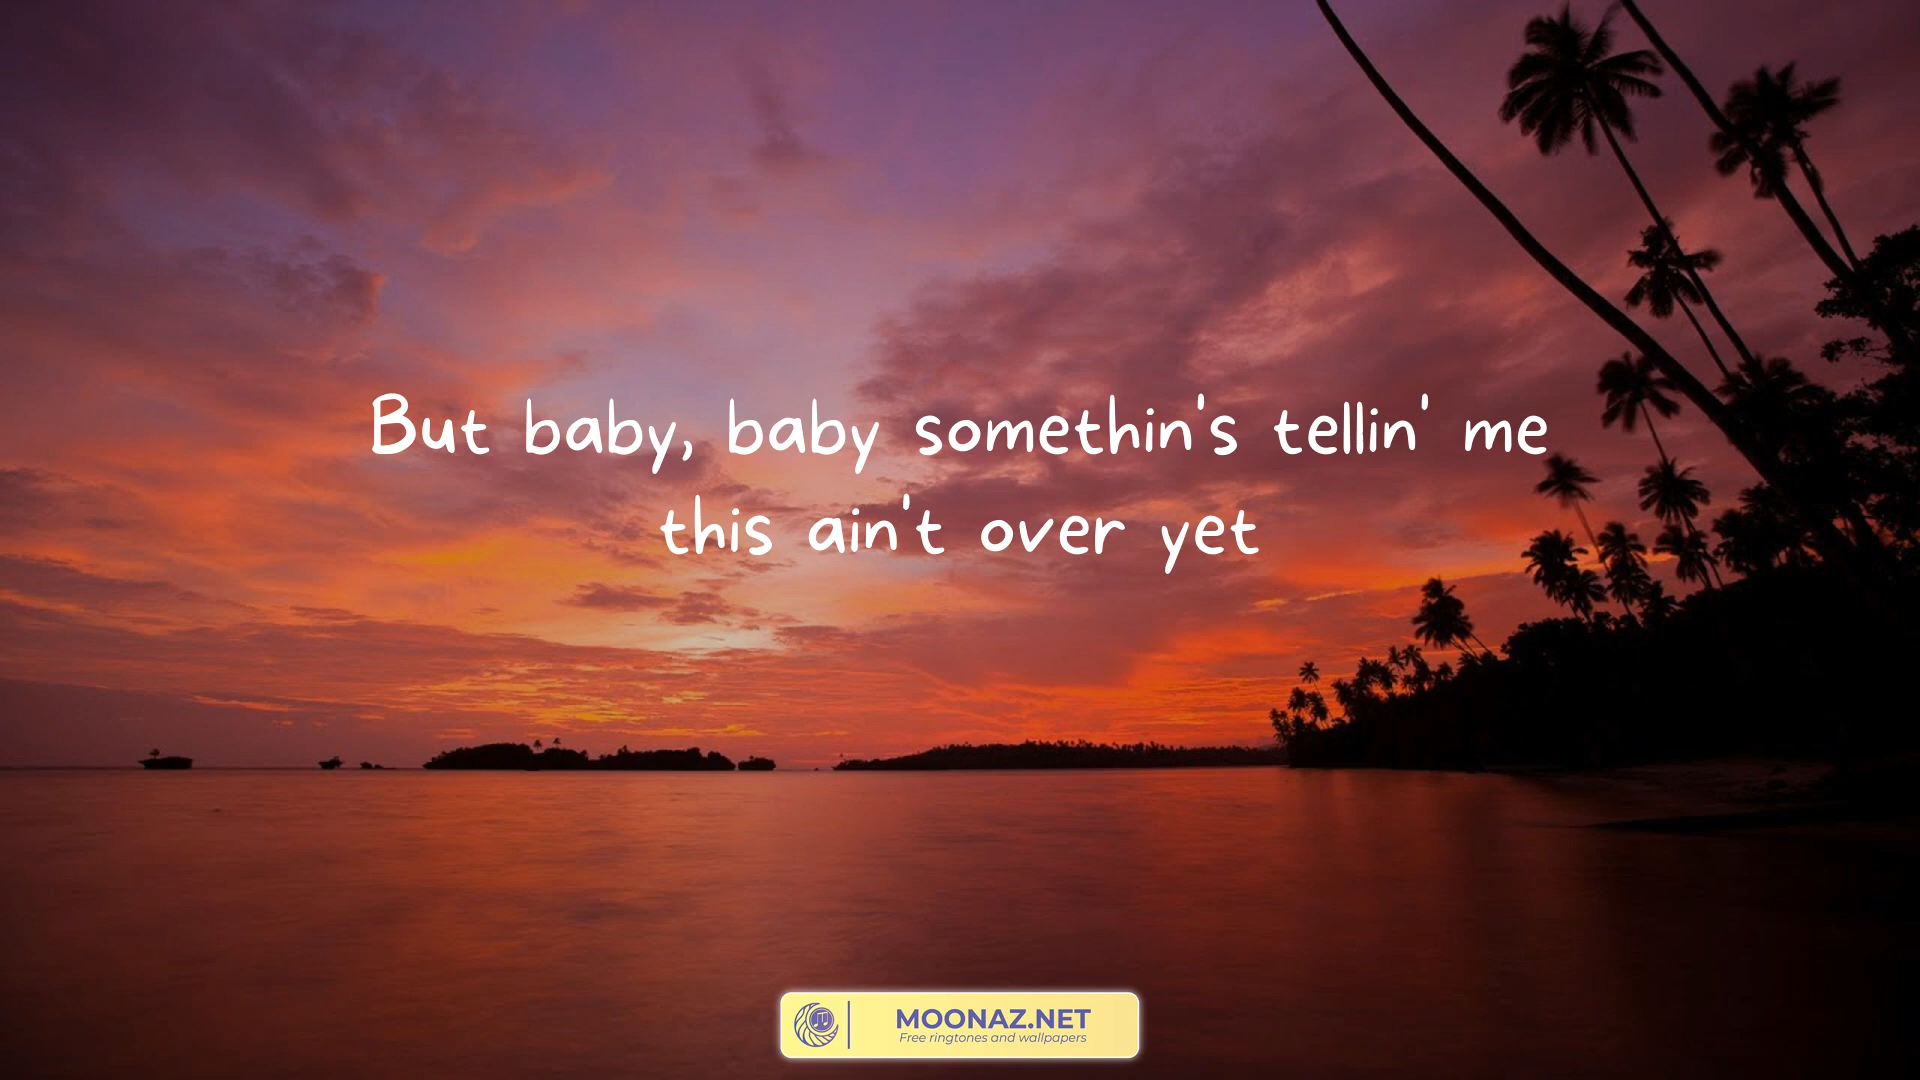 But baby, baby somethin's tellin' me
this ain't over yet
MOONAZ.NET
Free ringtones and wallpapers